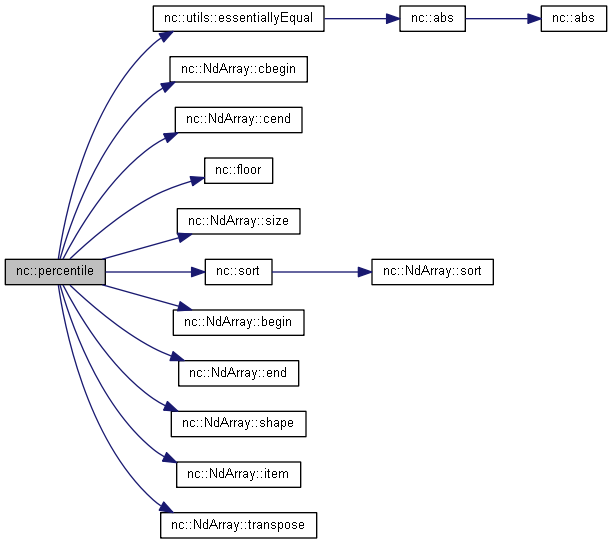 nc::utils::essentiallyEqual
nc::abs
nc::abs
nc::NdArray::cbegin
nc::NdArray::cend
nc::floor
nc::NdArray::size
nc::percentile
nc::sort
nc::NdArray::sort
nc::NdArray::begin
nc::NdArray::end
nc::NdArray::shape
nc::NdArray::item
nc::NdArray::transpose